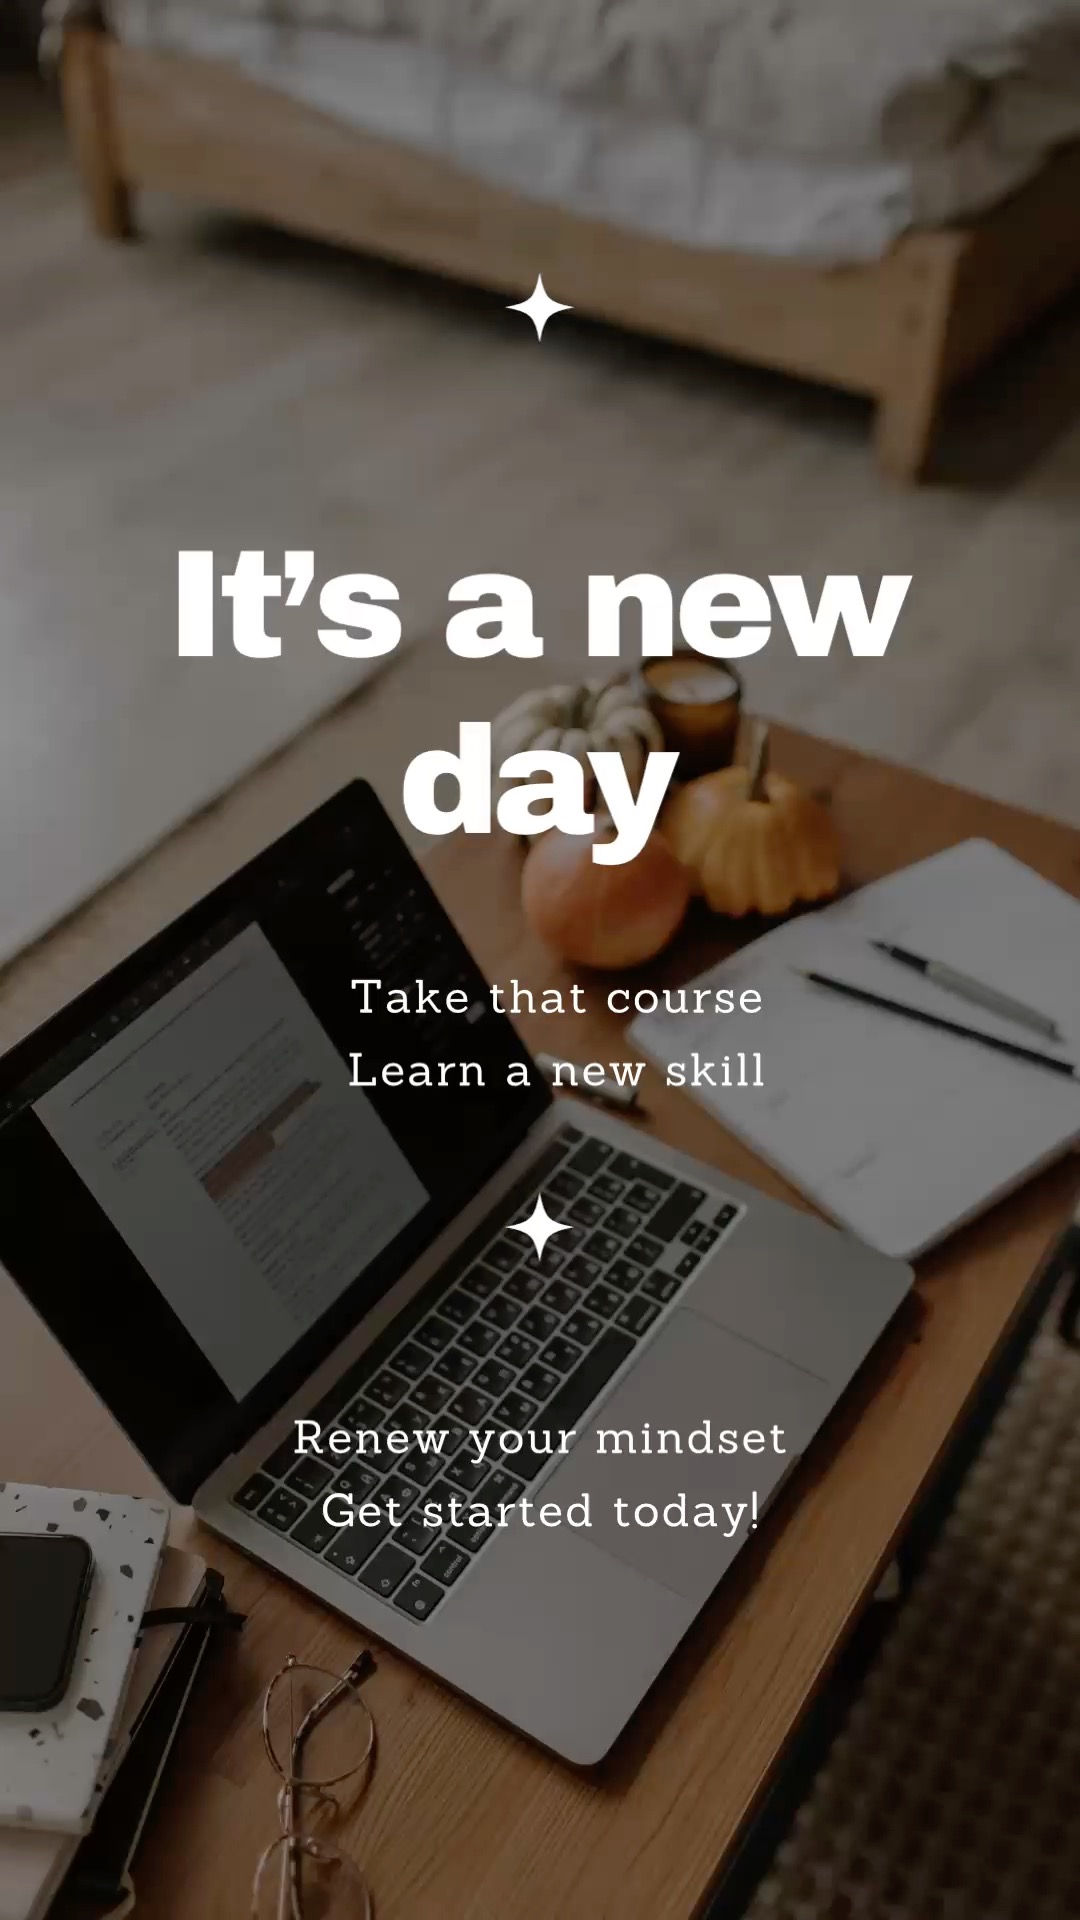 It's a new
day
Take that course
Learn a new skill
Renew your mindset
Get started today!